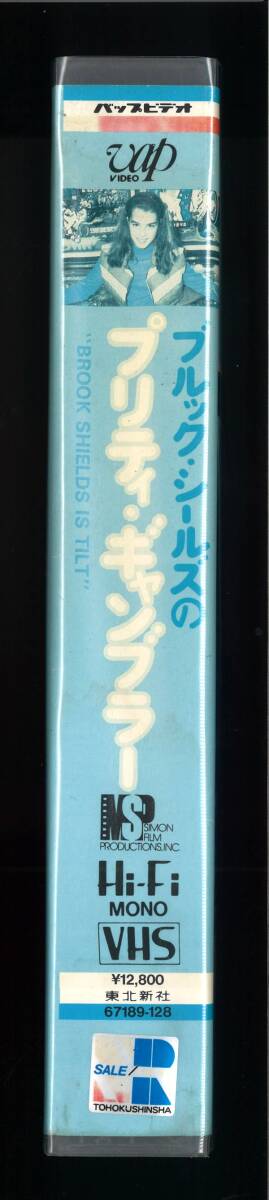 バップビデオ
vap
VIDEO
ブルック・シールズの
プリティ・ギャンブラー
"BROOK SHIELDS IS TILT"
MSP
SIMON
FILM
PRODUCTIONS.INC.
Hi-Fi
MONO
VHS
¥12,800
東北新社
67189-128
SALE/R
TOHOKUSHINSHA